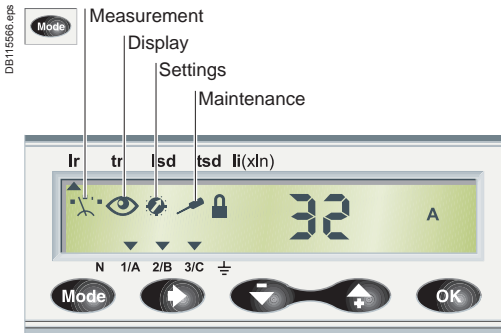 DB115566.eps
Mode
Measurement
Display
Settings
Maintenance
Ir tr Isd tsd Ii(xIn)
32 A
N 1/A 2/B 3/C
Mode OK